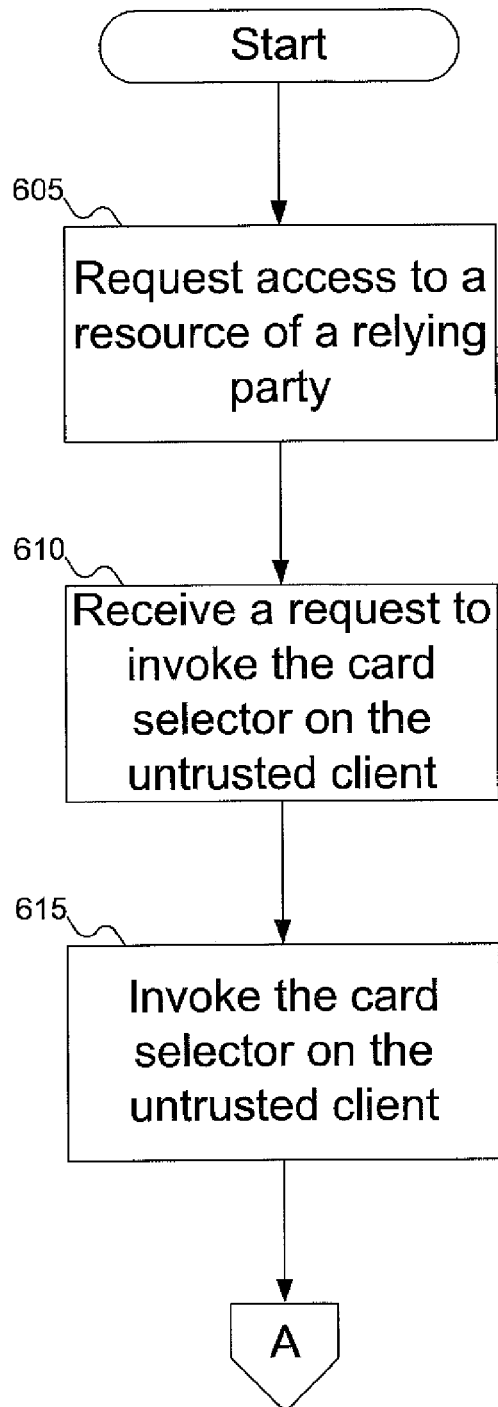 Start
605
Request access to a
resource of a relying
party
610
Receive a request to
invoke the card
selector on the
untrusted client
615
Invoke the card
selector on the
untrusted client
A